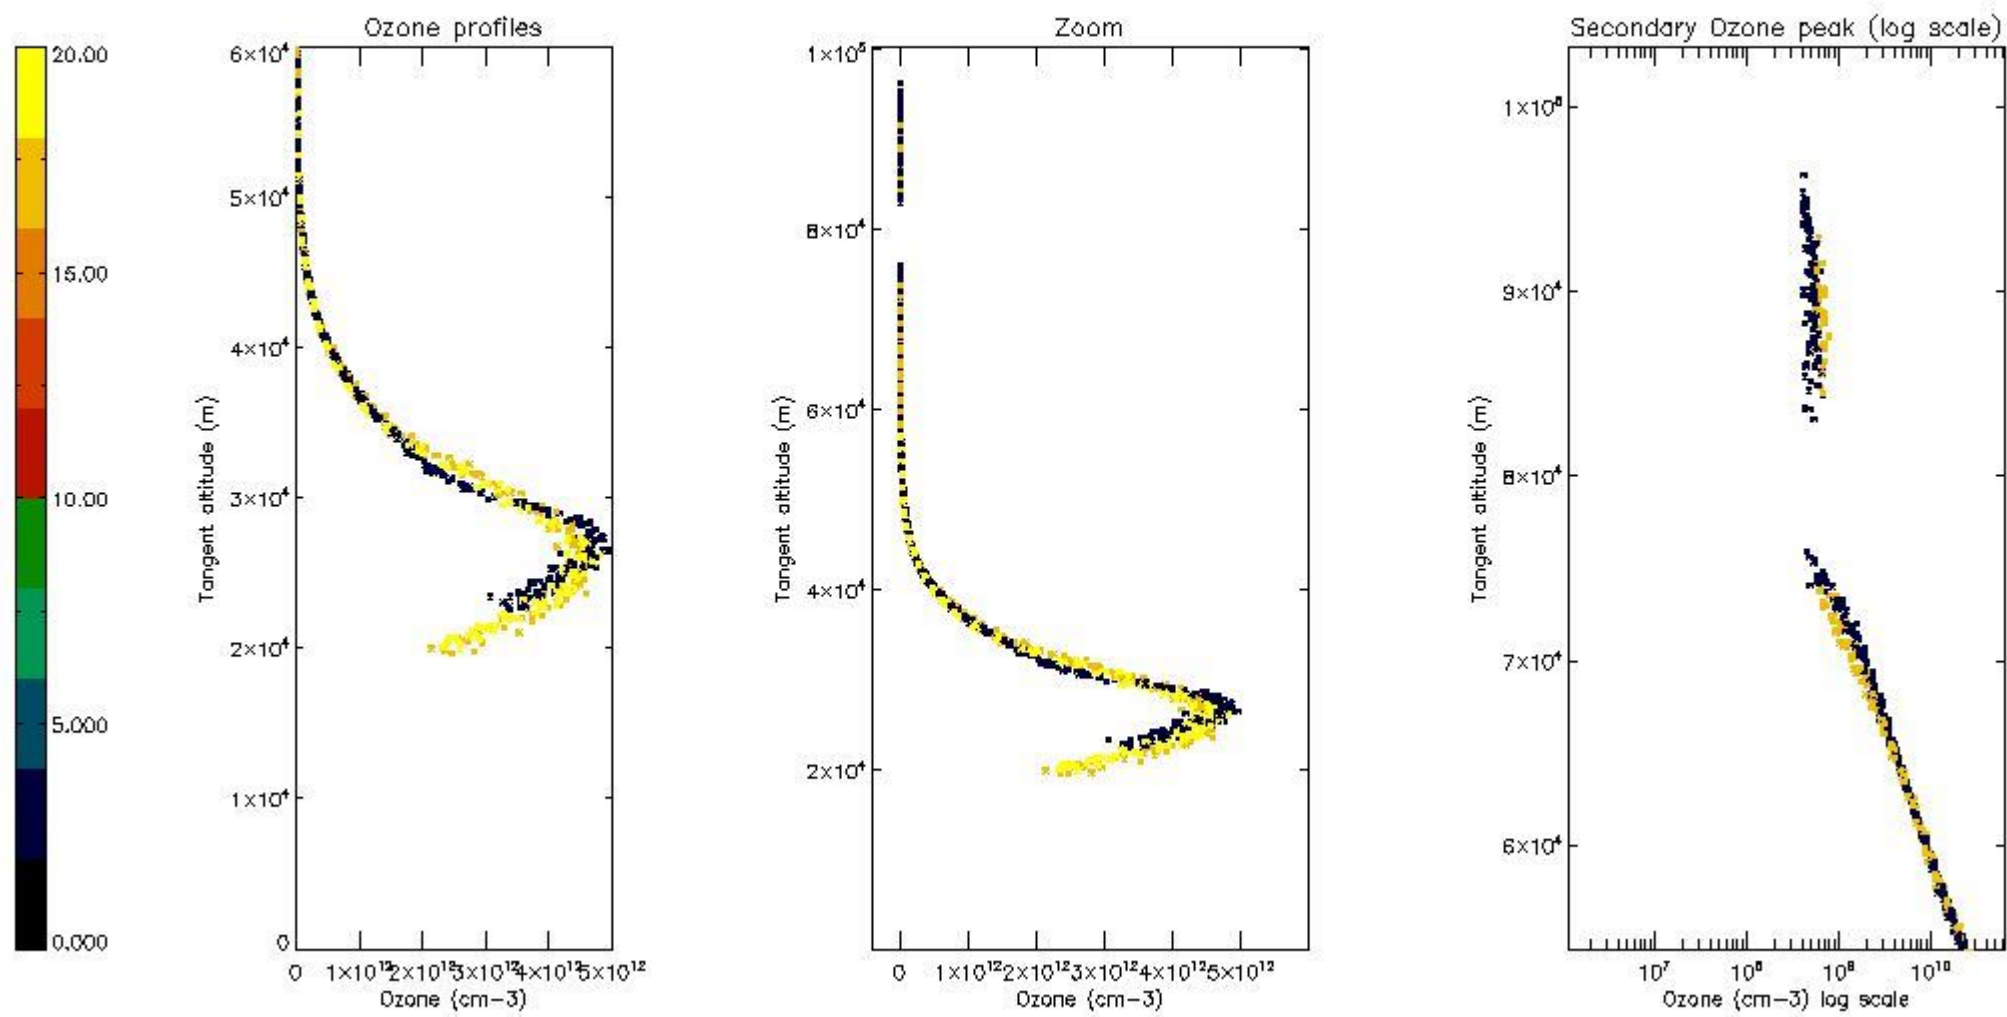 Ozone profiles
Zoom
Secondary Ozone peak (log scale)
20.00
15.00
10.00
5.000
0.000
6×10⁴
5×10⁴
4×10⁴
3×10⁴
2×10⁴
1×10⁴
0
Tangent altitude (m)
0 1×10¹² 2×10¹² 3×10¹² 4×10¹² 5×10¹²
Ozone (cm-3)
1×10⁵
8×10⁴
6×10⁴
4×10⁴
2×10⁴
Tangent altitude (m)
0 1×10¹² 2×10¹² 3×10¹² 4×10¹² 5×10¹²
Ozone (cm-3)
1×10⁵
9×10⁴
8×10⁴
7×10⁴
6×10⁴
Tangent altitude (m)
10⁷ 10⁸ 10⁹ 10¹⁰
Ozone (cm-3) log scale